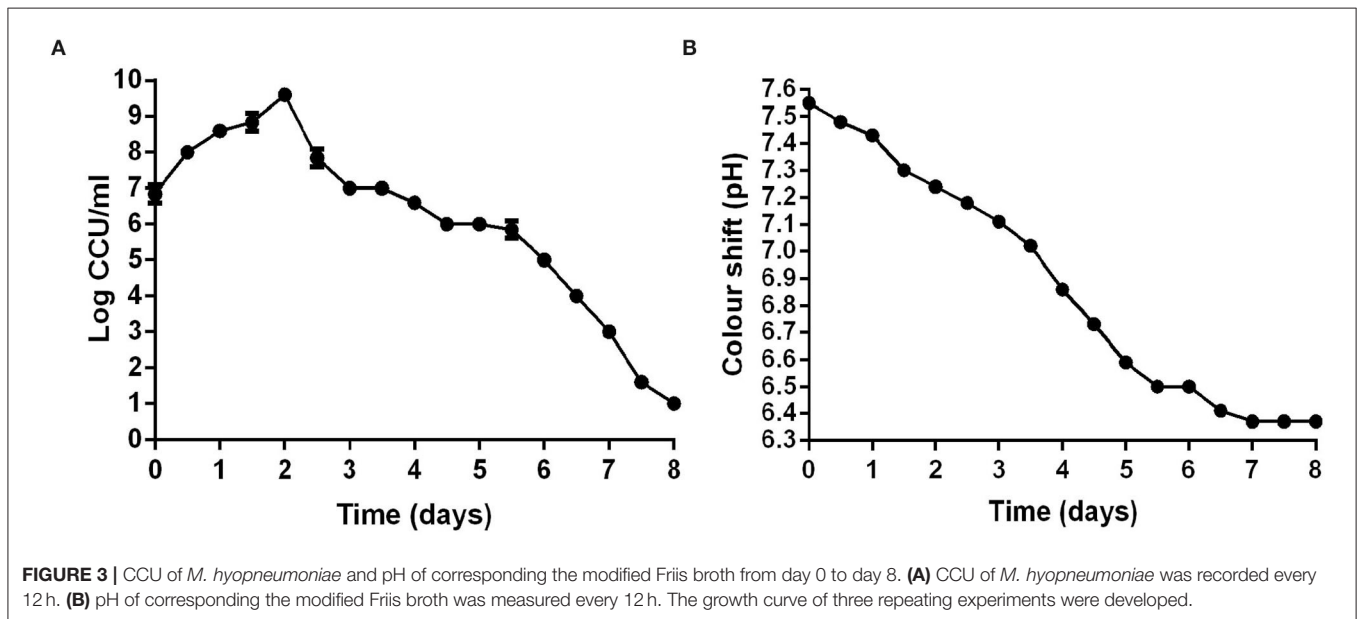 A
10
9
8
7
6
5
4
3
2
1
0
Log CCU/ml
0 1 2 3 4 5 6 7 8
Time (days)
B
7.6
7.5
7.4
7.3
7.2
7.1
7.0
6.9
6.8
6.7
6.6
6.5
6.4
6.3
Colour shift (pH)
0 1 2 3 4 5 6 7 8
Time (days)
FIGURE 3 | CCU of M. hyopneumoniae and pH of corresponding the modified Friis broth from day 0 to day 8. (A) CCU of M. hyopneumoniae was recorded every
12 h. (B) pH of corresponding the modified Friis broth was measured every 12 h. The growth curve of three repeating experiments were developed.